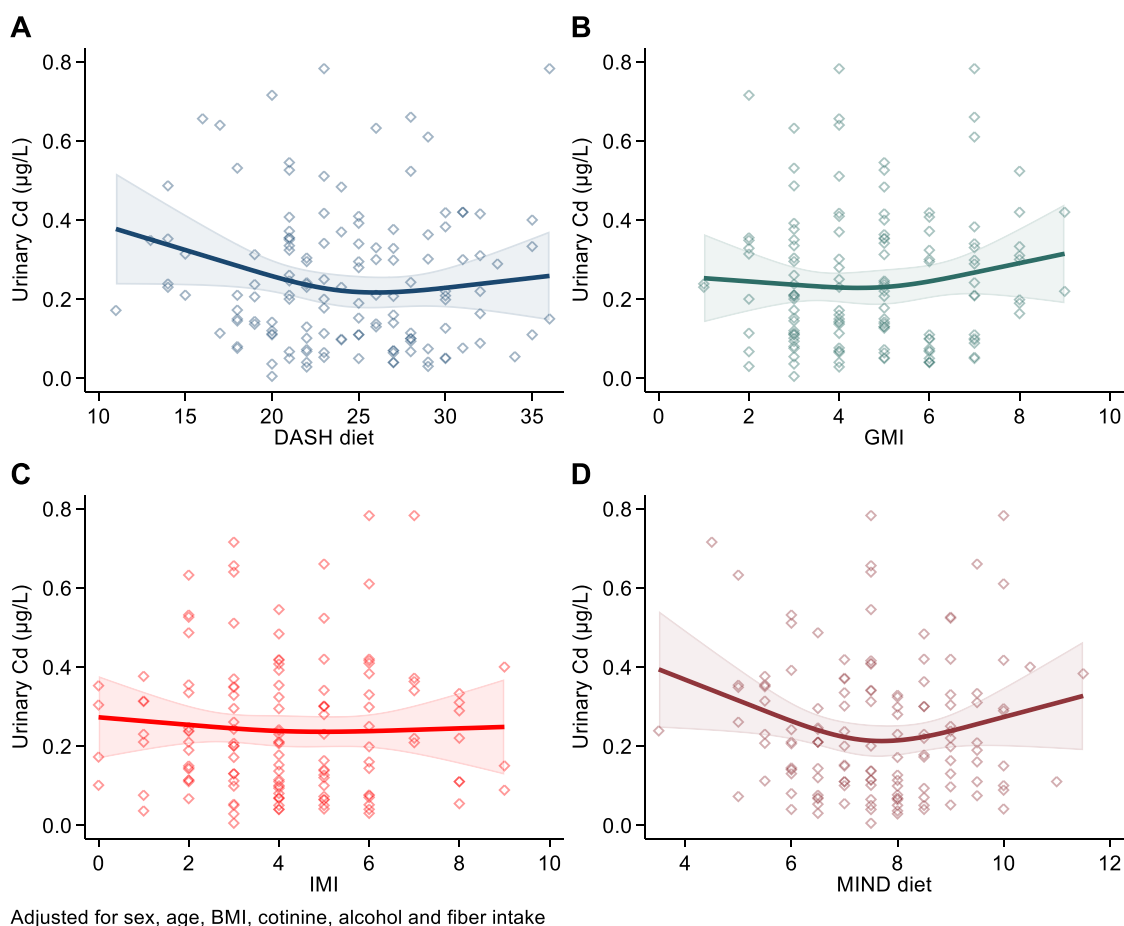 A
B
0.8
0.6
0.4
0.2
0.0
Urinary Cd (µg/L)
10 15 20 25 30 35
DASH diet
0.8
0.6
0.4
0.2
0.0
Urinary Cd (µg/L)
0 2 4 6 8 10
GMI
C
D
0.8
0.6
0.4
0.2
0.0
Urinary Cd (µg/L)
0 2 4 6 8 10
IMI
0.8
0.6
0.4
0.2
0.0
Urinary Cd (µg/L)
4 6 8 10 12
MIND diet
Adjusted for sex, age, BMI, cotinine, alcohol and fiber intake